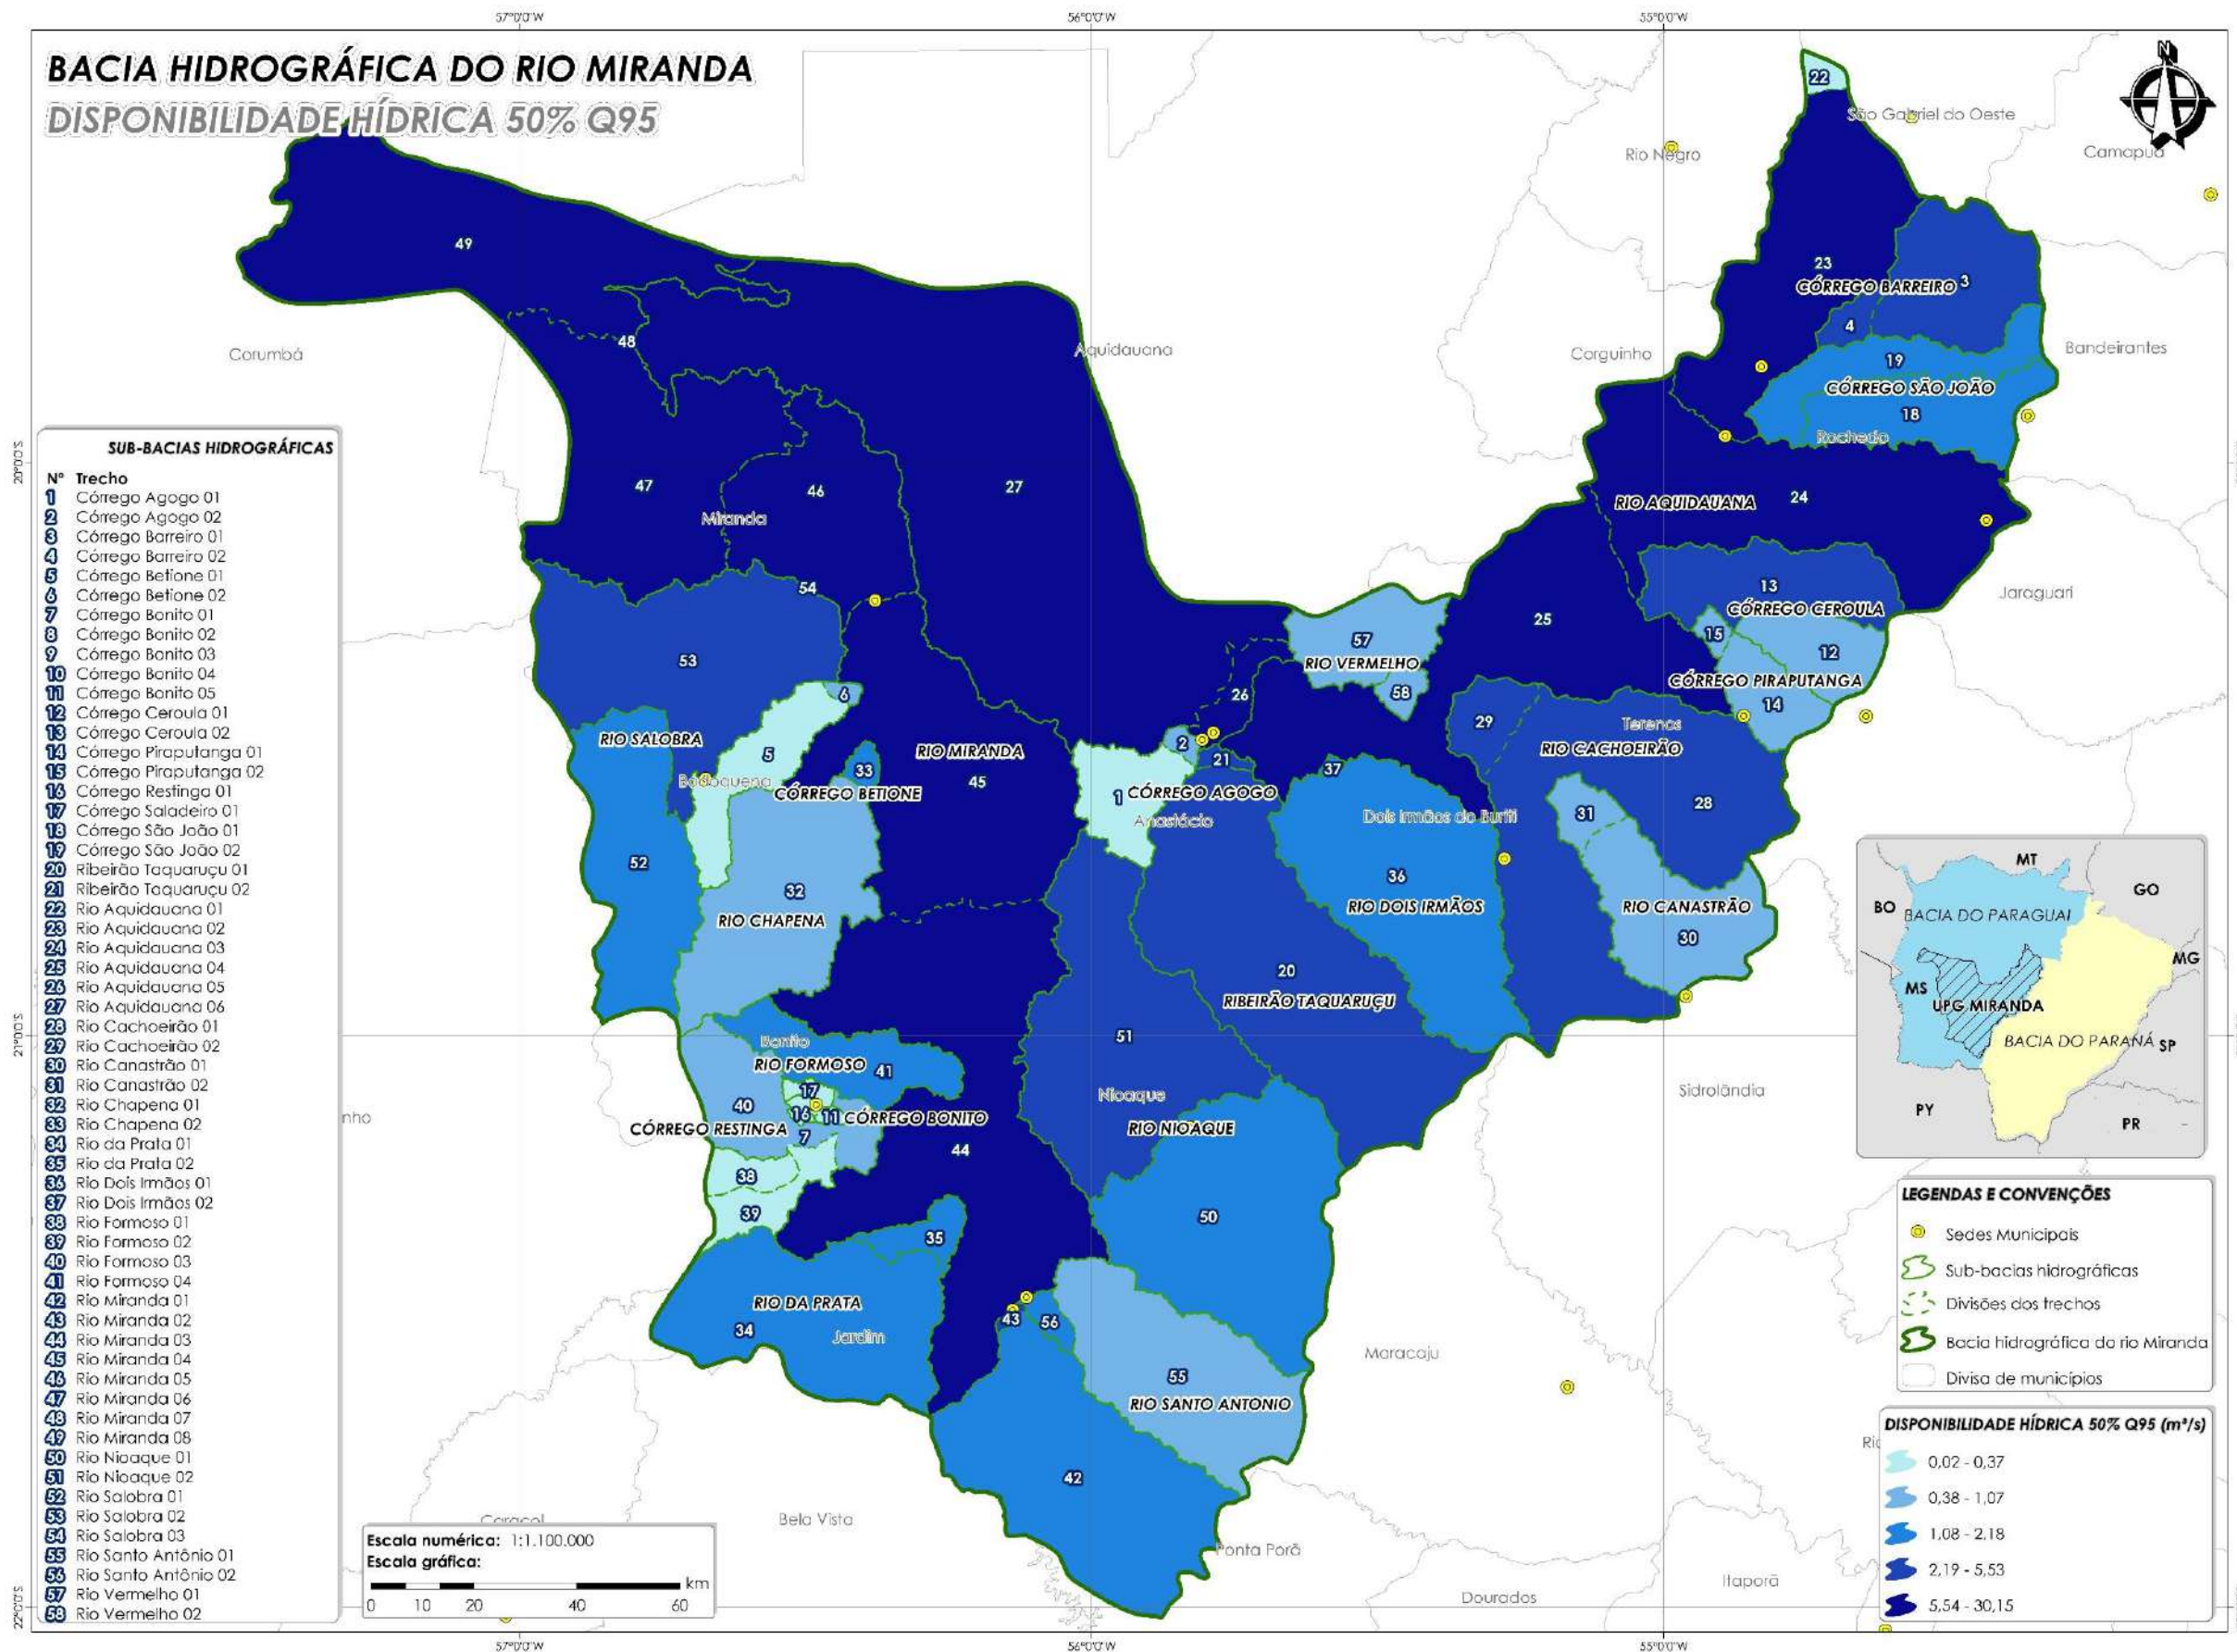 57°0'0"W
56°0'0"W
55°0'0"W
BACIA HIDROGRÁFICA DO RIO MIRANDA
DISPONIBILIDADE HÍDRICA 50% Q95
N
22
São Gabriel do Oeste
Rio Negro
Camapuã
49
23
CÓRREGO BARREIRO
3
4
48
Corumbá
Aquidauana
Corguinho
Bandeirantes
19
CÓRREGO SÃO JOÃO
18
Rochedo
20°0'0"S
47
46
27
Miranda
RIO AQUIDAUANA
24
54
13
CÓRREGO CEROULA
Jaraguari
25
15
57
12
53
RIO VERMELHO
CÓRREGO PIRAPUTANGA
6
26
58
14
29
Terenos
RIO SALOBRA
5
RIO MIRANDA
2
RIO CACHOEIRÃO
33
21
37
Bodoquena
CÓRREGO BETIONE
45
1
CÓRREGO AGOGO
Anastácio
Dois Irmãos do Buriti
31
28
52
32
36
RIO CHAPENA
RIO DOIS IRMÃOS
RIO CANASTRÃO
30
20
RIBEIRÃO TAQUARUÇU
21°0'0"S
Bonito
51
RIO FORMOSO
41
17
Nioaque
Sidrolândia
40
16
11
CÓRREGO BONITO
nho
CÓRREGO RESTINGA
7
RIO NIOAQUE
44
38
39
50
35
RIO DA PRATA
34
Jardim
43
56
Maracaju
55
RIO SANTO ANTONIO
42
Caracol
Bela Vista
Ponta Porã
Dourados
Itaporã
22°0'0"S
SUB-BACIAS HIDROGRÁFICAS
Nº Trecho
1 Córrego Agogo 01
2 Córrego Agogo 02
3 Córrego Barreiro 01
4 Córrego Barreiro 02
5 Córrego Betione 01
6 Córrego Betione 02
7 Córrego Bonito 01
8 Córrego Bonito 02
9 Córrego Bonito 03
10 Córrego Bonito 04
11 Córrego Bonito 05
12 Córrego Ceroula 01
13 Córrego Ceroula 02
14 Córrego Piraputanga 01
15 Córrego Piraputanga 02
16 Córrego Restinga 01
17 Córrego Saladeiro 01
18 Córrego São João 01
19 Córrego São João 02
20 Ribeirão Taquaruçu 01
21 Ribeirão Taquaruçu 02
22 Rio Aquidauana 01
23 Rio Aquidauana 02
24 Rio Aquidauana 03
25 Rio Aquidauana 04
26 Rio Aquidauana 05
27 Rio Aquidauana 06
28 Rio Cachoeirão 01
29 Rio Cachoeirão 02
30 Rio Canastrão 01
31 Rio Canastrão 02
32 Rio Chapena 01
33 Rio Chapena 02
34 Rio da Prata 01
35 Rio da Prata 02
36 Rio Dois Irmãos 01
37 Rio Dois Irmãos 02
38 Rio Formoso 01
39 Rio Formoso 02
40 Rio Formoso 03
41 Rio Formoso 04
42 Rio Miranda 01
43 Rio Miranda 02
44 Rio Miranda 03
45 Rio Miranda 04
46 Rio Miranda 05
47 Rio Miranda 06
48 Rio Miranda 07
49 Rio Miranda 08
50 Rio Nioaque 01
51 Rio Nioaque 02
52 Rio Salobra 01
53 Rio Salobra 02
54 Rio Salobra 03
55 Rio Santo Antônio 01
56 Rio Santo Antônio 02
57 Rio Vermelho 01
58 Rio Vermelho 02
Escala numérica: 1:1.100.000
Escala gráfica:
km
0 10 20 40 60
MT
GO
BO
BACIA DO PARAGUAI
MG
MS
UPG MIRANDA
BACIA DO PARANÁ
SP
PY
PR
LEGENDAS E CONVENÇÕES
Sedes Municipais
Sub-bacias hidrográficas
Divisões dos trechos
Bacia hidrográfica do rio Miranda
Divisa de municípios
DISPONIBILIDADE HÍDRICA 50% Q95 (m³/s)
0,02 - 0,37
0,38 - 1,07
1,08 - 2,18
2,19 - 5,53
5,54 - 30,15
57°0'0"W
56°0'0"W
55°0'0"W